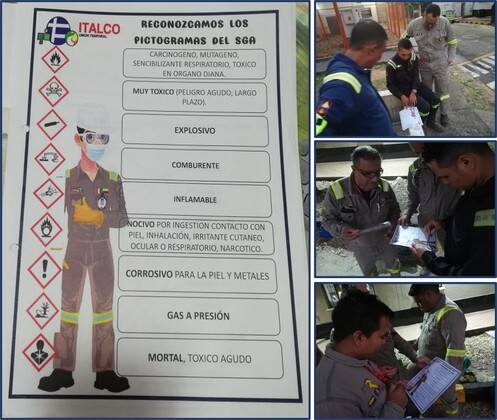 ITALCO
UNION TEMPORAL
RECONOZCAMOS LOS
PICTOGRAMAS DEL SGA
CARCINOGENO, MUTAGENO,
SENCIBILIZANTE RESPIRATORIO, TOXICO
EN ORGANO DIANA.
MUY TOXICO (PELIGRO AGUDO, LARGO
PLAZO).
EXPLOSIVO
COMBURENTE
INFLAMABLE
NOCIVO POR INGESTION CONTACTO CON
PIEL, INHALACIÓN, IRRITANTE CUTANEO,
OCULAR O RESPIRATORIO, NARCOTICO.
CORROSIVO PARA LA PIEL Y METALES
GAS A PRESIÓN
MORTAL, TOXICO AGUDO